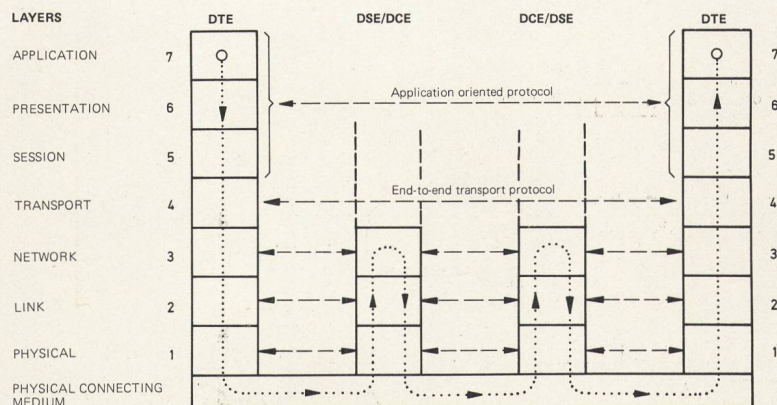 LAYERS DTE DSE/DCE DCE/DSE DTE
APPLICATION 7 7
Application oriented protocol
PRESENTATION 6 6
SESSION 5 5
End-to-end transport protocol
TRANSPORT 4 4
NETWORK 3 3
LINK 2 2
PHYSICAL 1 1
PHYSICAL CONNECTING
MEDIUM